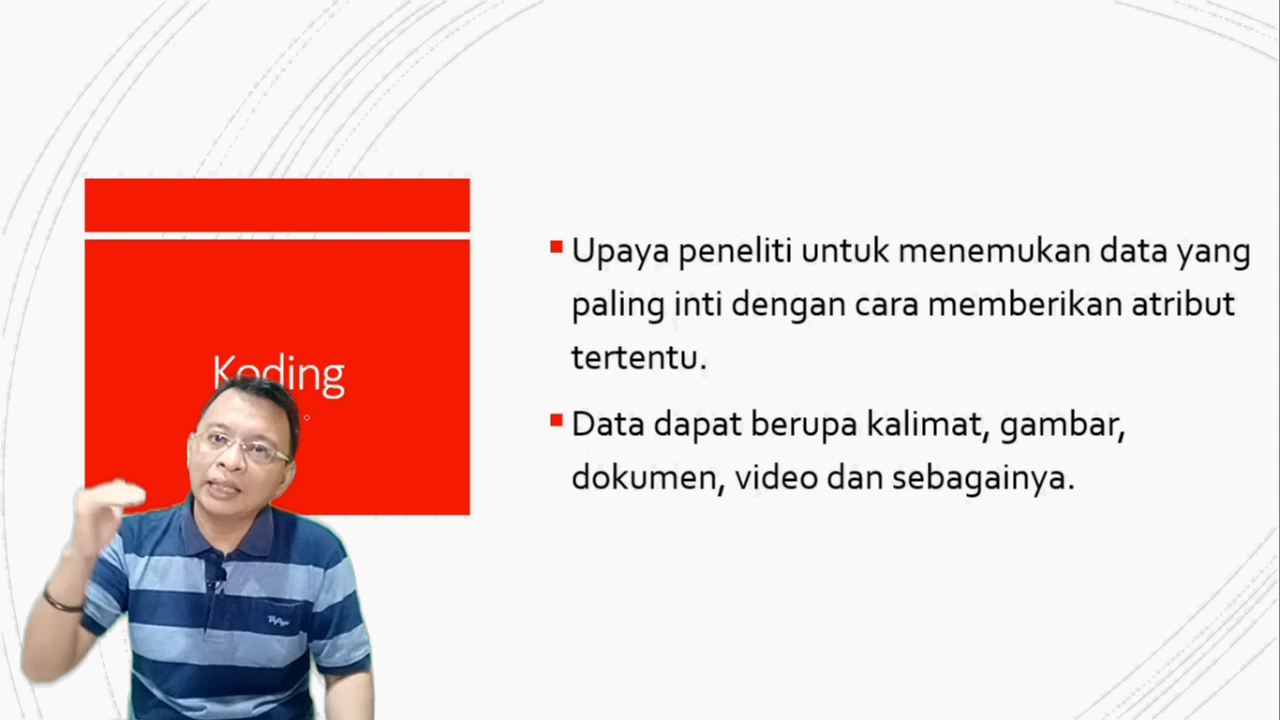 Koding
Upaya peneliti untuk menemukan data yang
paling inti dengan cara memberikan atribut
tertentu.
Data dapat berupa kalimat, gambar,
dokumen, video dan sebagainya.